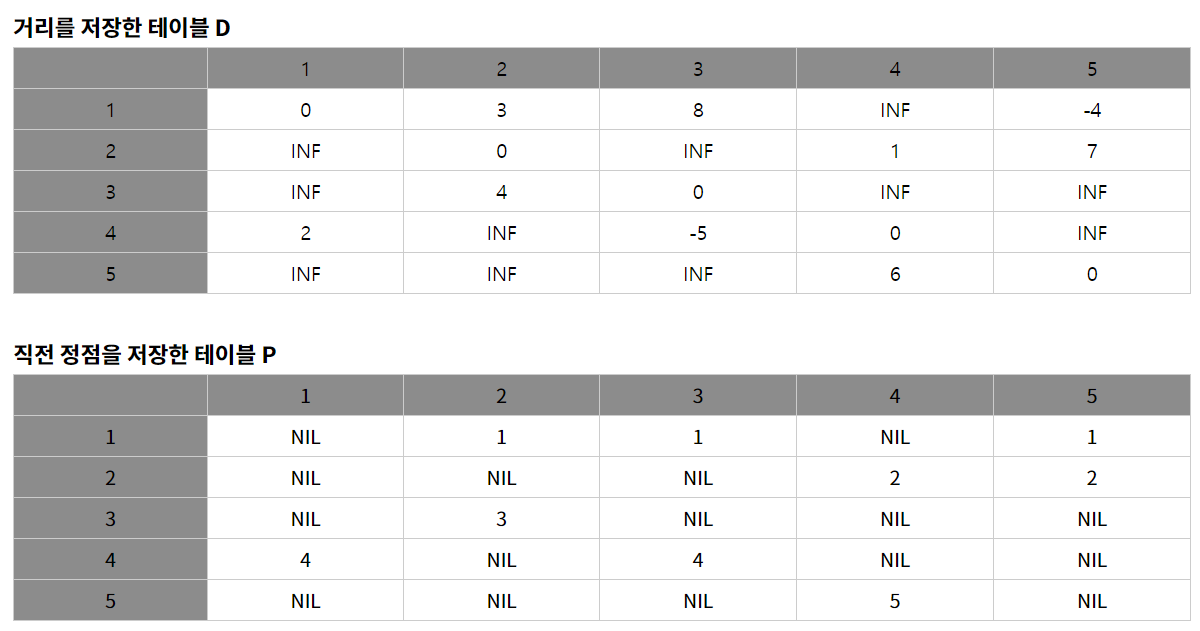 거리를 저장한 테이블 D
1 2 3 4 5
1 0 3 8 INF -4
2 INF 0 INF 1 7
3 INF 4 0 INF INF
4 2 INF -5 0 INF
5 INF INF INF 6 0
직전 정점을 저장한 테이블 P
1 2 3 4 5
1 NIL 1 1 NIL 1
2 NIL NIL NIL 2 2
3 NIL 3 NIL NIL NIL
4 4 NIL 4 NIL NIL
5 NIL NIL NIL 5 NIL